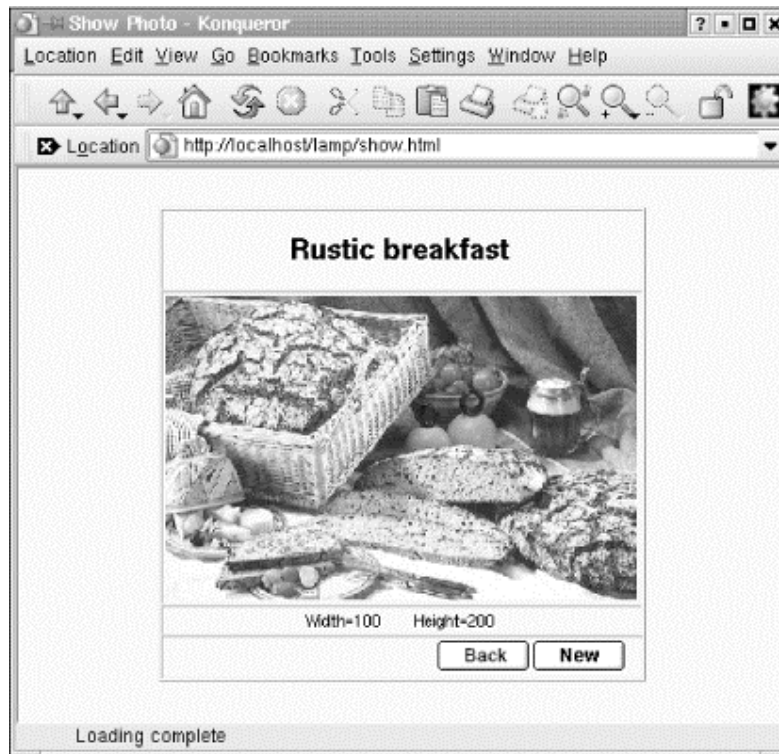 Show Photo - Konqueror
Location Edit View Go Bookmarks Tools Settings Window Help
Location http://localhost/lamp/show.html
Rustic breakfast
Width=100 Height=200
Back New
Loading complete